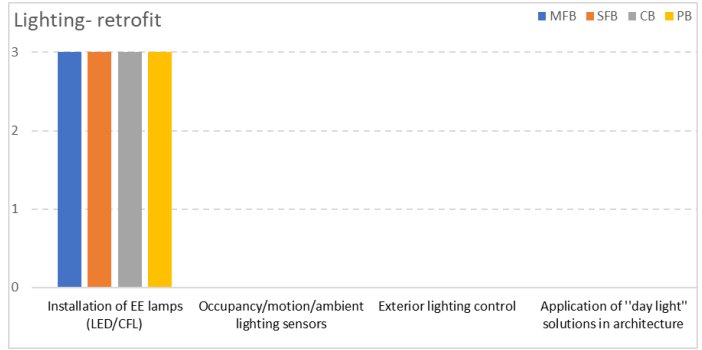 Lighting- retrofit
MFB SFB CB PB
3
2
1
0
Installation of EE lamps
(LED/CFL)
Occupancy/motion/ambient
lighting sensors
Exterior lighting control
Application of "day light"
solutions in architecture